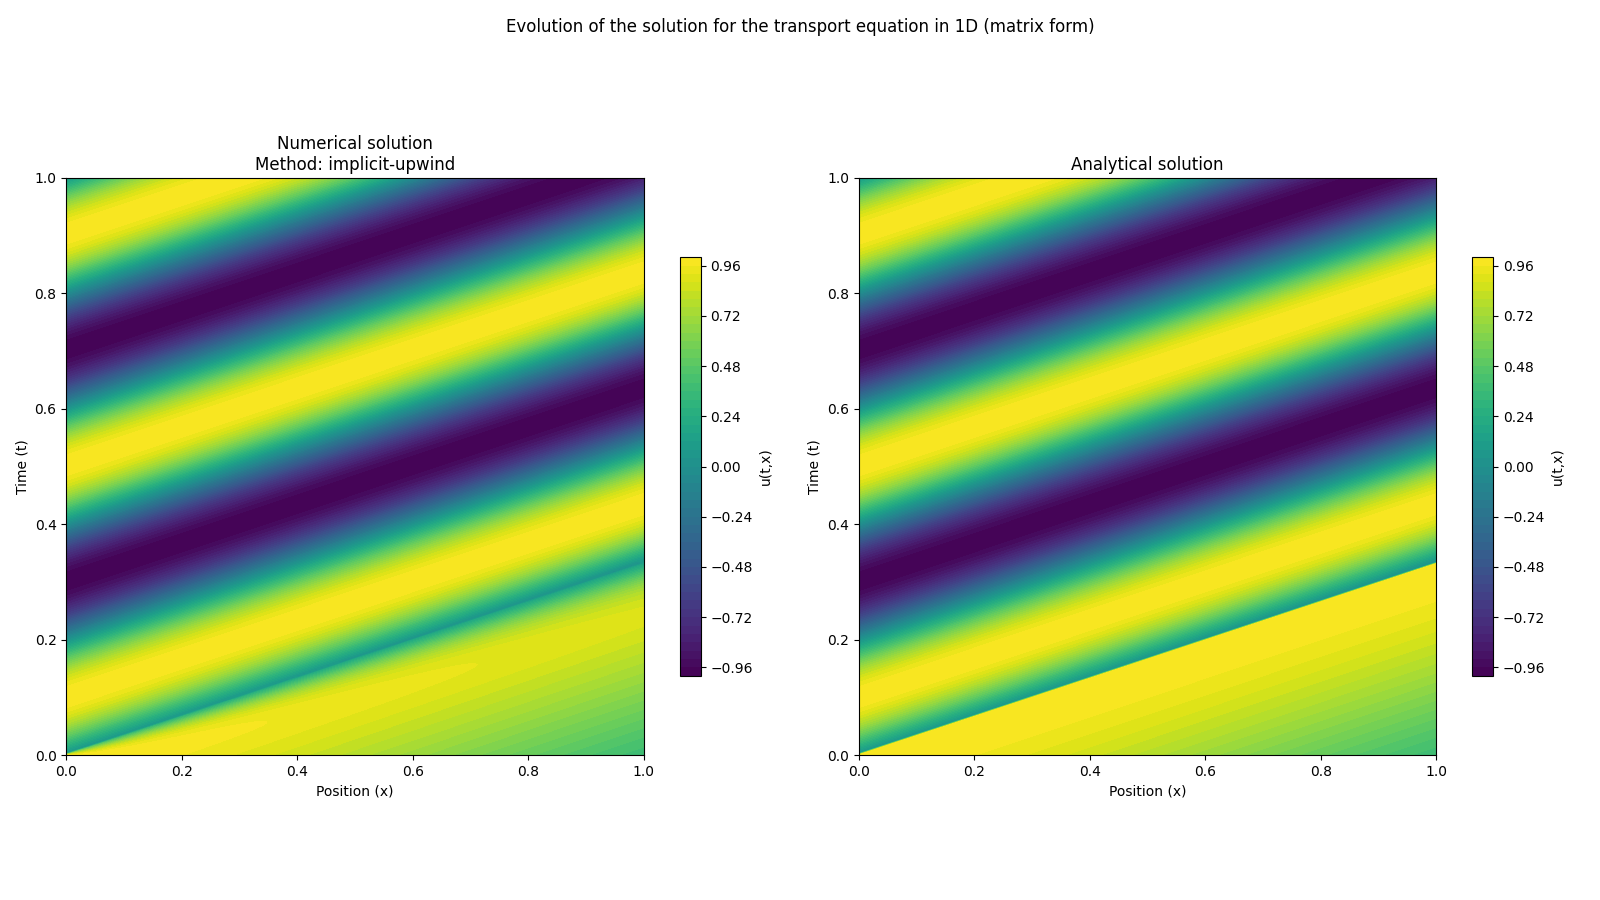 Evolution of the solution for the transport equation in 1D (matrix form)
Numerical solution
Method: implicit-upwind
1.0
0.8
0.6
0.4
0.2
0.0
Time (t)
0.0 0.2 0.4 0.6 0.8 1.0
Position (x)
0.96
0.72
0.48
0.24
0.00
−0.24
−0.48
−0.72
−0.96
u(t,x)
Analytical solution
1.0
0.8
0.6
0.4
0.2
0.0
Time (t)
0.0 0.2 0.4 0.6 0.8 1.0
Position (x)
0.96
0.72
0.48
0.24
0.00
−0.24
−0.48
−0.72
−0.96
u(t,x)